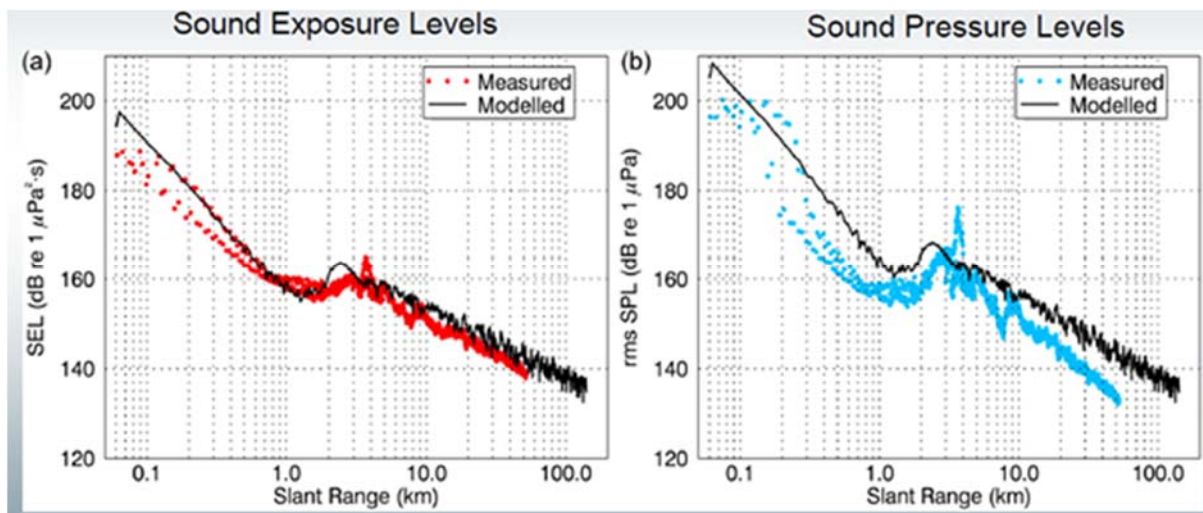 Sound Exposure Levels
Sound Pressure Levels
(a)
Measured
Modelled
200
180
160
140
120
SEL (dB re 1 μPa²·s)
0.1
1.0
10.0
100.0
Slant Range (km)
(b)
Measured
Modelled
200
180
160
140
120
rms SPL (dB re 1 μPa)
0.1
1.0
10.0
100.0
Slant Range (km)